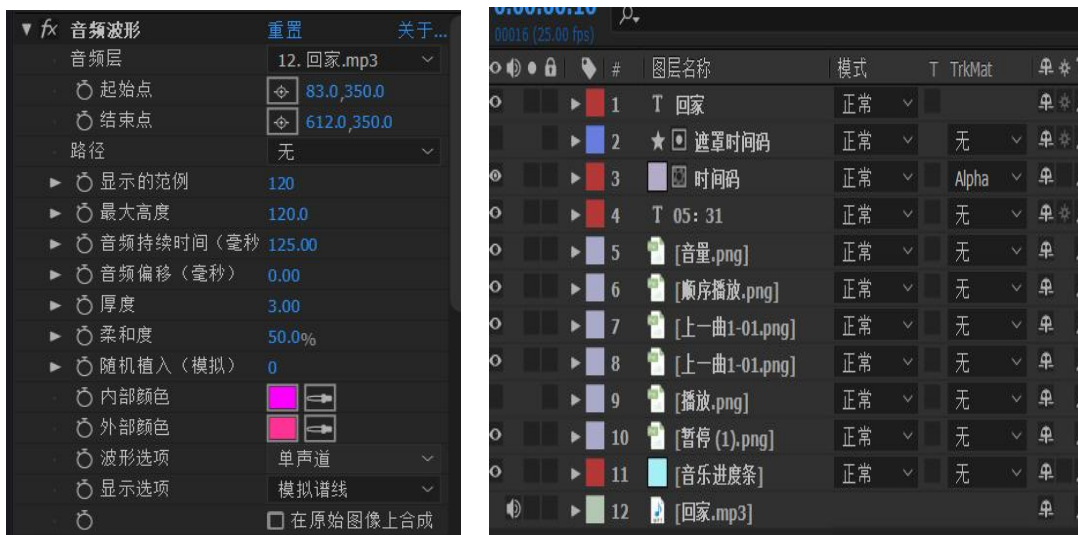 fx 音频波形 重置 关于...
音频层 12. 回家.mp3
起始点 83.0,350.0
结束点 612.0,350.0
路径 无
显示的范例 120
最大高度 120.0
音频持续时间（毫秒 125.00
音频偏移（毫秒） 0.00
厚度 3.00
柔和度 50.0%
随机植入（模拟） 0
内部颜色
外部颜色
波形选项 单声道
显示选项 模拟谱线
在原始图像上合成
00016 (25.00 fps)
# 图层名称 模式 T TrkMat
1 T 回家 正常
2 遮罩时间码 正常 无
3 时间码 正常 Alpha
4 T 05: 31 正常 无
5 [音量.png] 正常 无
6 [顺序播放.png] 正常 无
7 [上一曲1-01.png] 正常 无
8 [上一曲1-01.png] 正常 无
9 [播放.png] 正常 无
10 [暂停 (1).png] 正常 无
11 [音乐进度条] 正常 无
12 [回家.mp3]